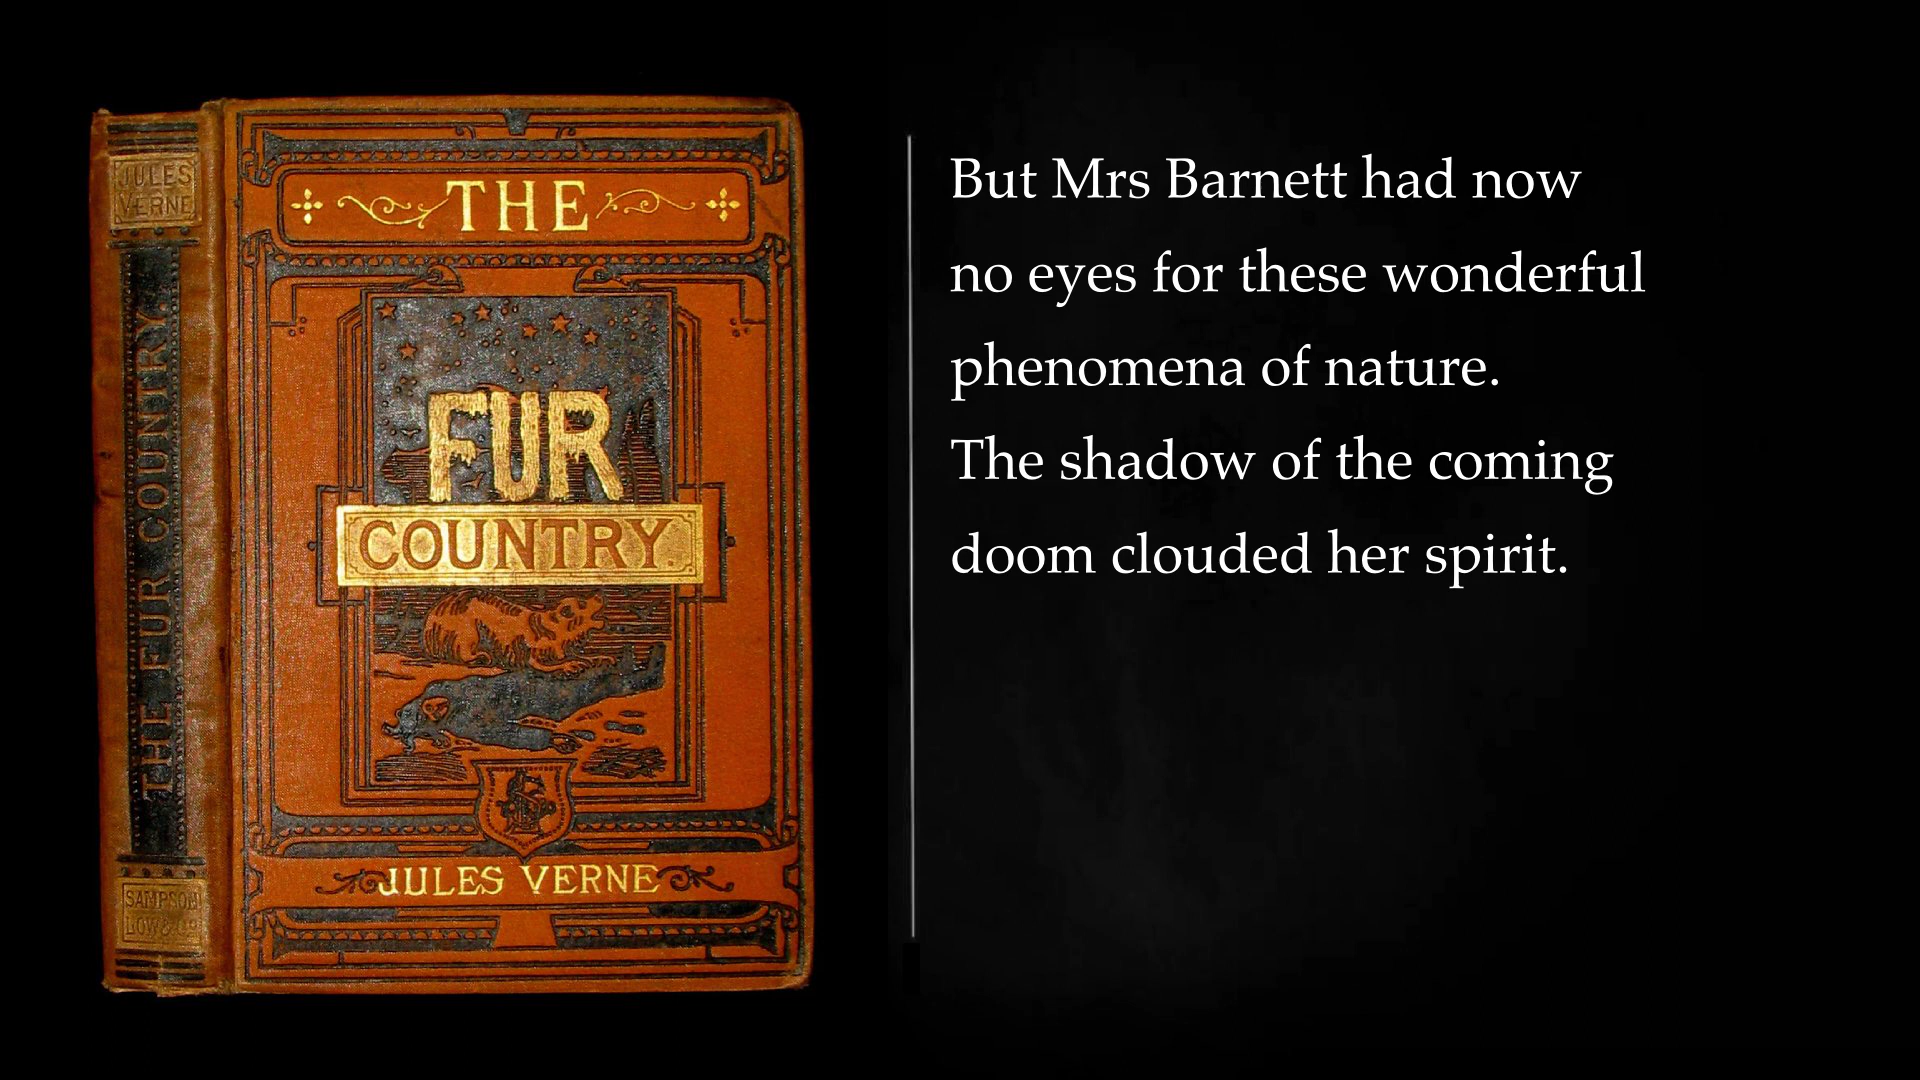 JULES
VERNE
THE FUR COUNTRY.
SAMPSON
LOW & Co
THE
FUR
COUNTRY.
JULES VERNE
But Mrs Barnett had now
no eyes for these wonderful
phenomena of nature.
The shadow of the coming
doom clouded her spirit.